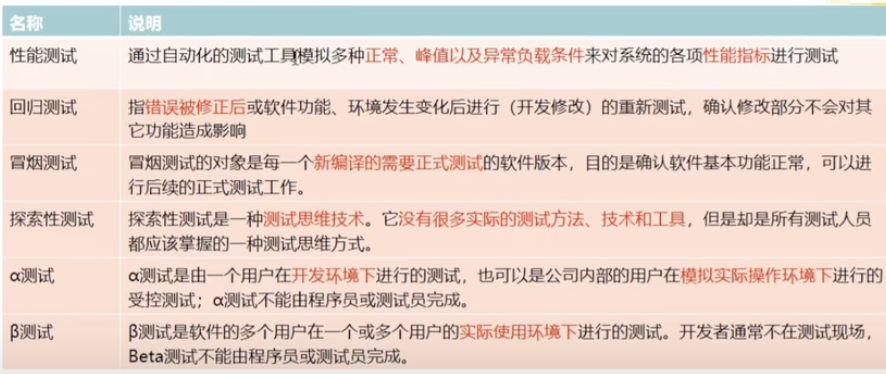 名称 说明
性能测试 通过自动化的测试工具模拟多种正常、峰值以及异常负载条件来对系统的各项性能指标进行测试
回归测试 指错误被修正后或软件功能、环境发生变化后进行（开发修改）的重新测试，确认修改部分不会对其
它功能造成影响
冒烟测试 冒烟测试的对象是每一个新编译的需要正式测试的软件版本，目的是确认软件基本功能正常，可以进
行后续的正式测试工作。
探索性测试 探索性测试是一种测试思维技术。它没有很多实际的测试方法、技术和工具，但是却是所有测试人员
都应该掌握的一种测试思维方式。
α测试 α测试是由一个用户在开发环境下进行的测试，也可以是公司内部的用户在模拟实际操作环境下进行的
受控测试；α测试不能由程序员或测试员完成。
β测试 β测试是软件的多个用户在一个或多个用户的实际使用环境下进行的测试。开发者通常不在测试现场，
Beta测试不能由程序员或测试员完成。